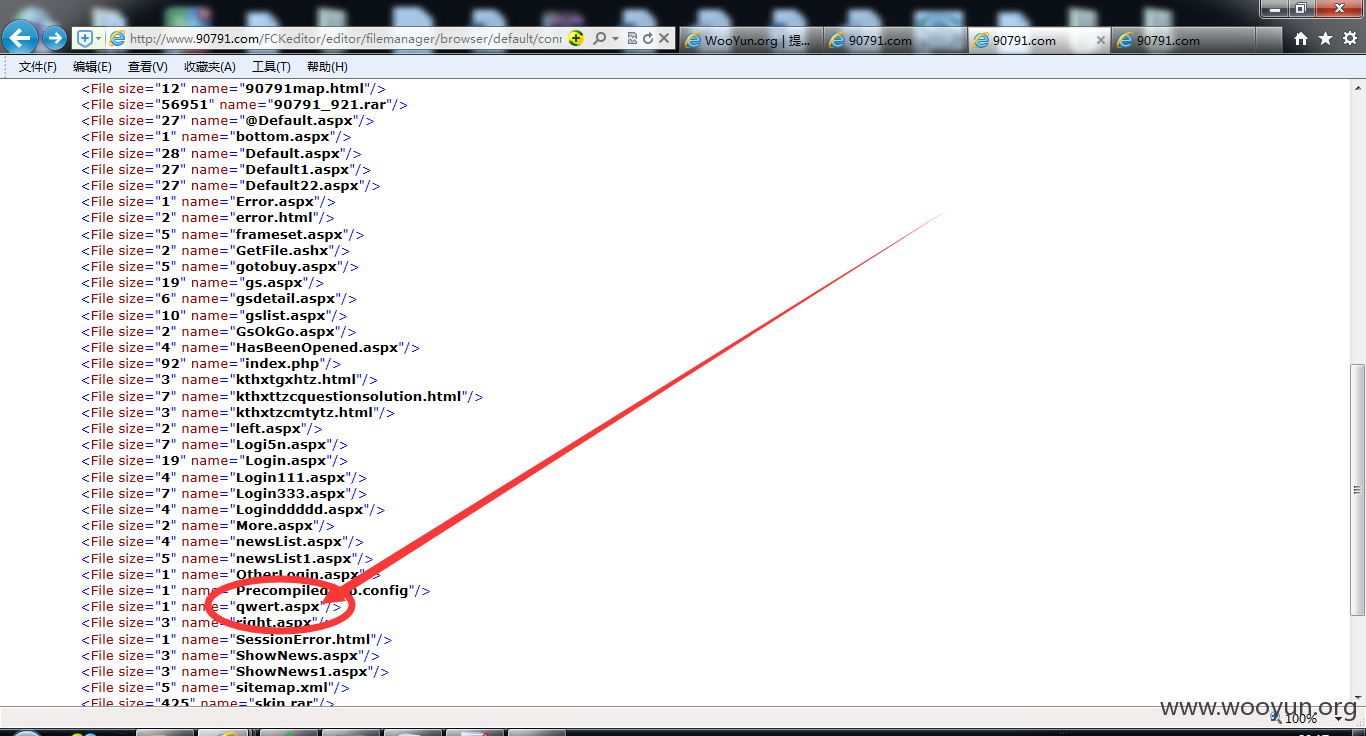 http://www.90791.com/FCKeditor/editor/filemanager/browser/default/conn
WooYun.org | 提...
90791.com
90791.com
90791.com
文件(F) 编辑(E) 查看(V) 收藏夹(A) 工具(T) 帮助(H)
<File size="12" name="90791map.html"/>
<File size="56951" name="90791_921.rar"/>
<File size="27" name="@Default.aspx"/>
<File size="1" name="bottom.aspx"/>
<File size="28" name="Default.aspx"/>
<File size="27" name="Default1.aspx"/>
<File size="27" name="Default22.aspx"/>
<File size="1" name="Error.aspx"/>
<File size="2" name="error.html"/>
<File size="5" name="frameset.aspx"/>
<File size="2" name="GetFile.ashx"/>
<File size="5" name="gotobuy.aspx"/>
<File size="19" name="gs.aspx"/>
<File size="6" name="gsdetail.aspx"/>
<File size="10" name="gslist.aspx"/>
<File size="2" name="GsOkGo.aspx"/>
<File size="4" name="HasBeenOpened.aspx"/>
<File size="92" name="index.php"/>
<File size="3" name="kthxtgxhtz.html"/>
<File size="7" name="kthxttzcquestionsolution.html"/>
<File size="3" name="kthxtzcmtytz.html"/>
<File size="2" name="left.aspx"/>
<File size="7" name="Logi5n.aspx"/>
<File size="19" name="Login.aspx"/>
<File size="4" name="Login111.aspx"/>
<File size="7" name="Login333.aspx"/>
<File size="4" name="Loginddddd.aspx"/>
<File size="2" name="More.aspx"/>
<File size="4" name="newsList.aspx"/>
<File size="5" name="newsList1.aspx"/>
<File size="1" name="OtherLogin.aspx"/>
<File size="1" name="Precompiled p.config"/>
<File size="1" name="qwert.aspx"/>
<File size="3" name="right.aspx"/>
<File size="1" name="SessionError.html"/>
<File size="3" name="ShowNews.aspx"/>
<File size="3" name="ShowNews1.aspx"/>
<File size="5" name="sitemap.xml"/>
<File size="425" name="skin.rar"/>
www.wooyun.org
100%